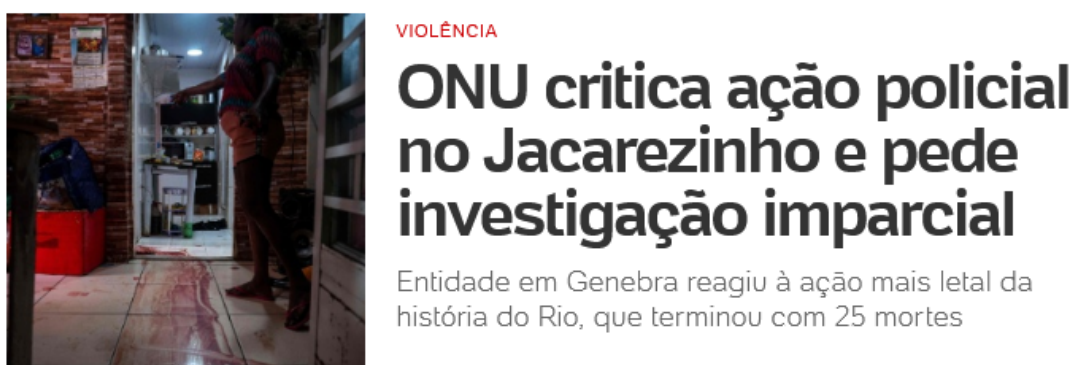 VIOLÊNCIA
ONU critica ação policial
no Jacarezinho e pede
investigação imparcial
Entidade em Genebra reagiu à ação mais letal da
história do Rio, que terminou com 25 mortes